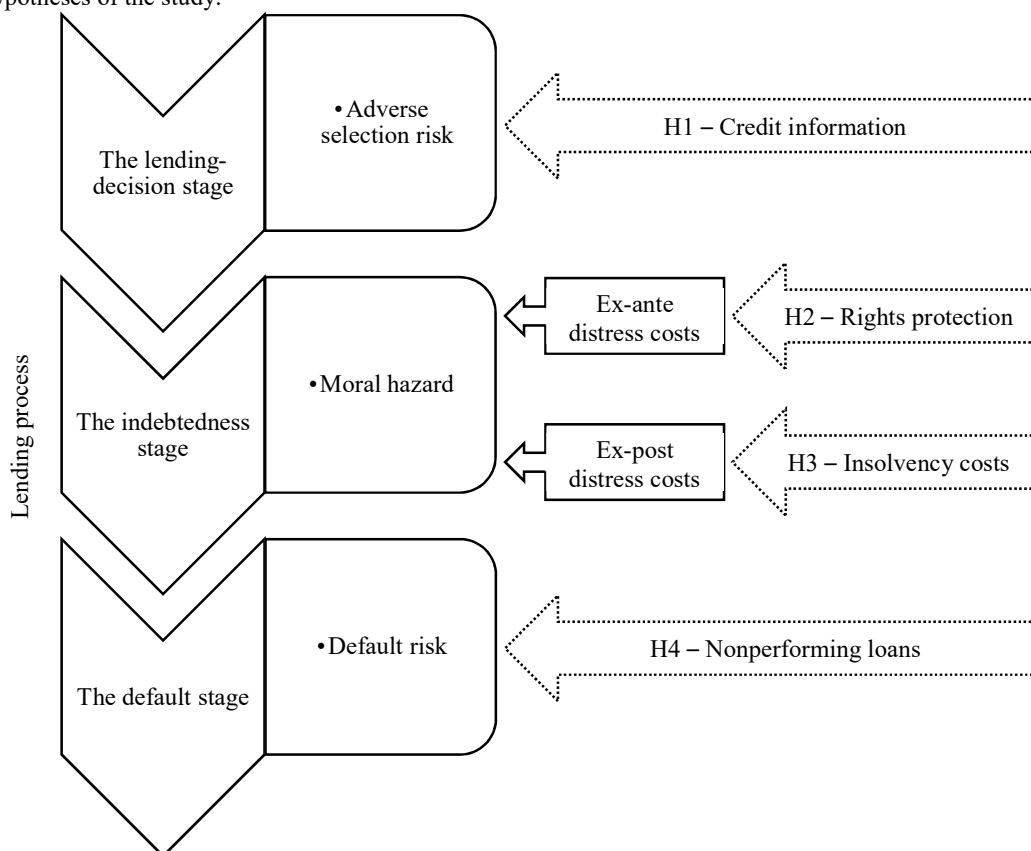 potheses of the study.
• Adverse
selection risk
H1 – Credit information
The lending-
decision stage
Ex-ante
distress costs
H2 – Rights protection
• Moral hazard
The indebtedness
stage
Ex-post
distress costs
H3 – Insolvency costs
Lending process
• Default risk
H4 – Nonperforming loans
The default stage